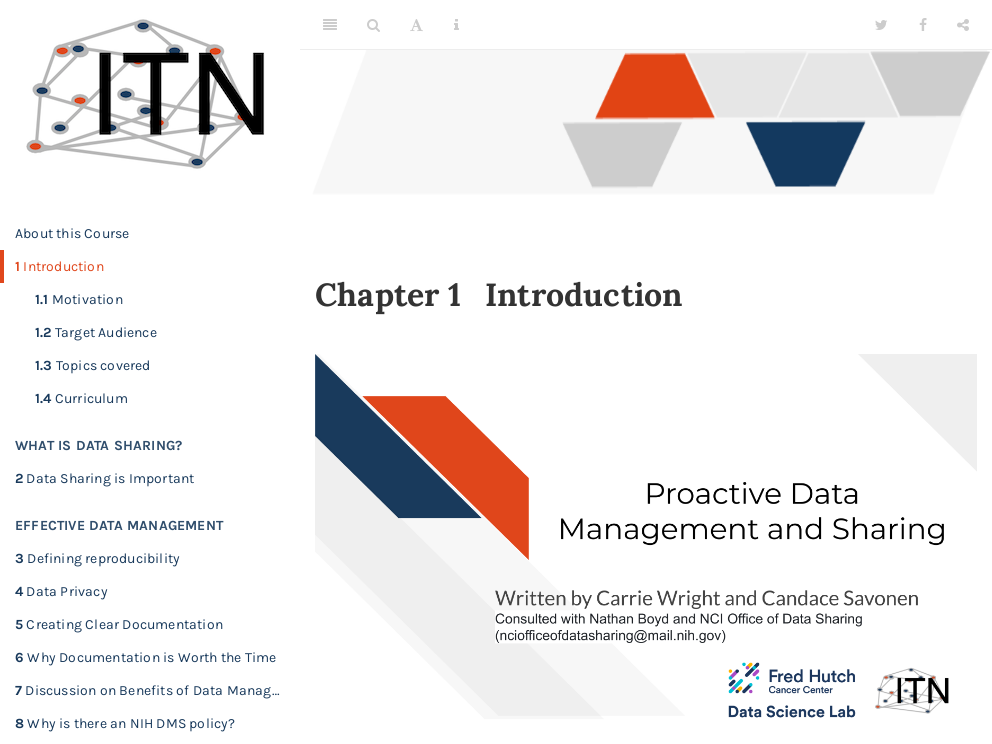 ITN
About this Course
1 Introduction
1.1 Motivation
1.2 Target Audience
1.3 Topics covered
1.4 Curriculum
WHAT IS DATA SHARING?
2 Data Sharing is Important
EFFECTIVE DATA MANAGEMENT
3 Defining reproducibility
4 Data Privacy
5 Creating Clear Documentation
6 Why Documentation is Worth the Time
7 Discussion on Benefits of Data Manag...
8 Why is there an NIH DMS policy?
A
Chapter 1 Introduction
Proactive Data
Management and Sharing
Written by Carrie Wright and Candace Savonen
Consulted with Nathan Boyd and NCI Office of Data Sharing
(nciofficeofdatasharing@mail.nih.gov)
Fred Hutch
Cancer Center
Data Science Lab
ITN